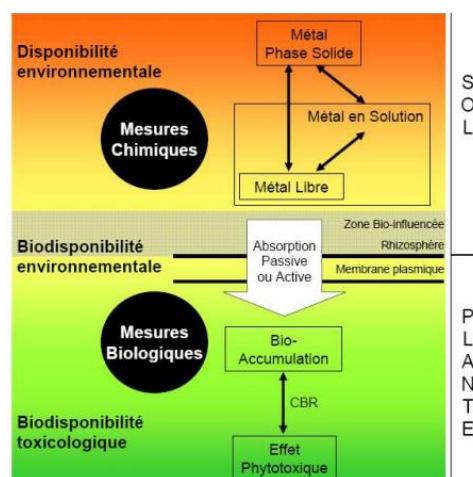 Métal
Phase Solide
Disponibilité
environnementale
Métal en Solution
Mesures
Chimiques
Métal Libre
S
O
L
Zone Bio-influencée
Rhizosphère
Biodisponibilité
environnementale
Absorption
Passive
ou Active
Membrane plasmique
Mesures
Biologiques
Bio-
Accumulation
CBR
Biodisponibilité
toxicologique
Effet
Phytotoxique
P
L
A
N
T
E